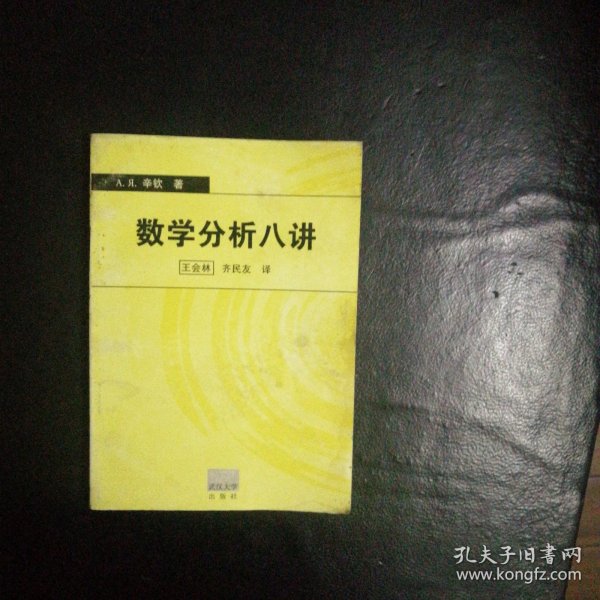 А. Я. 辛钦 著
数学分析八讲
王会林 齐民友 译
武汉大学
出版社
孔夫子旧书网
www.kongfz.com